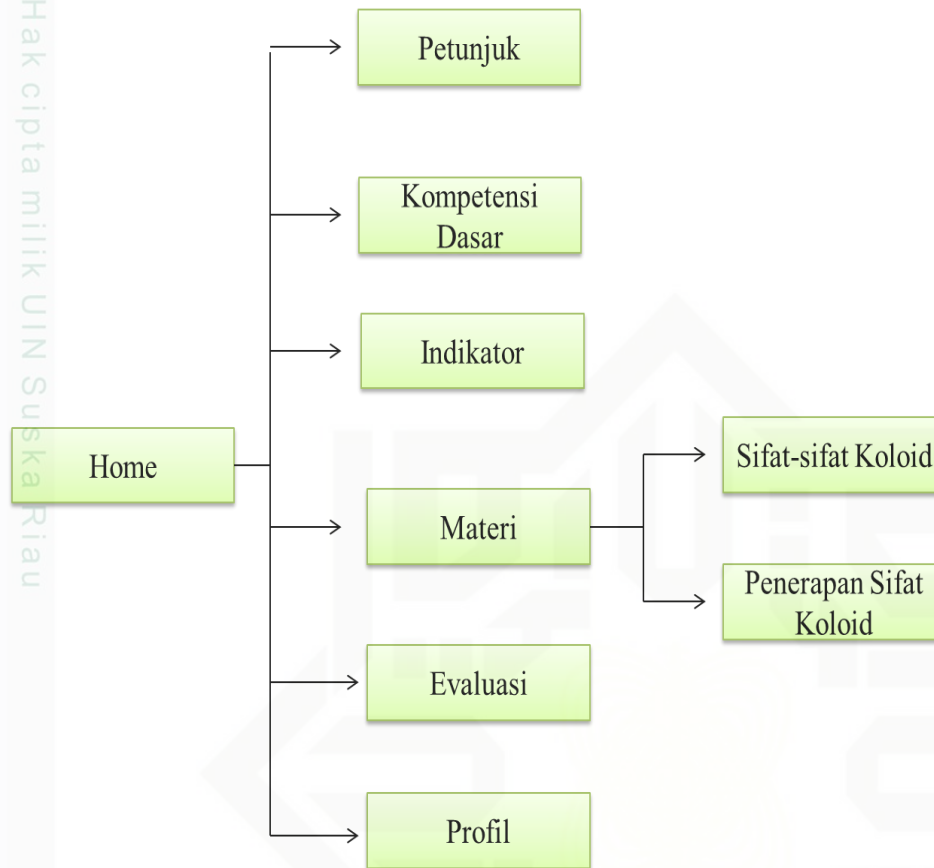 Hak cipta milik UIN Suska Riau
Petunjuk
Kompetensi
Dasar
Indikator
Home
Materi
Sifat-sifat Koloid
Penerapan Sifat
Koloid
Evaluasi
Profil